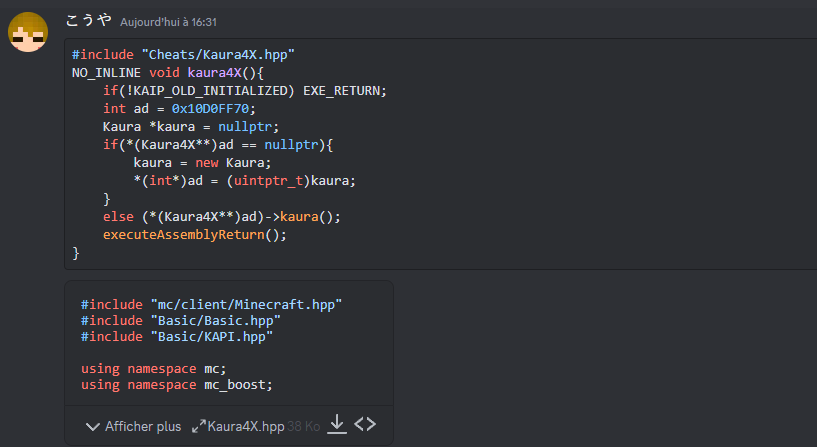 こうや Aujourd'hui à 16:31
#include "Cheats/Kaura4X.hpp"
NO_INLINE void kaura4X(){
    if(!KAIP_OLD_INITIALIZED) EXE_RETURN;
    int ad = 0x10D0FF70;
    Kaura *kaura = nullptr;
    if(*(Kaura4X**)ad == nullptr){
        kaura = new Kaura;
        *(int*)ad = (uintptr_t)kaura;
    }
    else (*(Kaura4X**)ad)->kaura();
    executeAssemblyReturn();
}
#include "mc/client/Minecraft.hpp"
#include "Basic/Basic.hpp"
#include "Basic/KAPI.hpp"
using namespace mc;
using namespace mc_boost;
Afficher plus Kaura4X.hpp 38 Ko